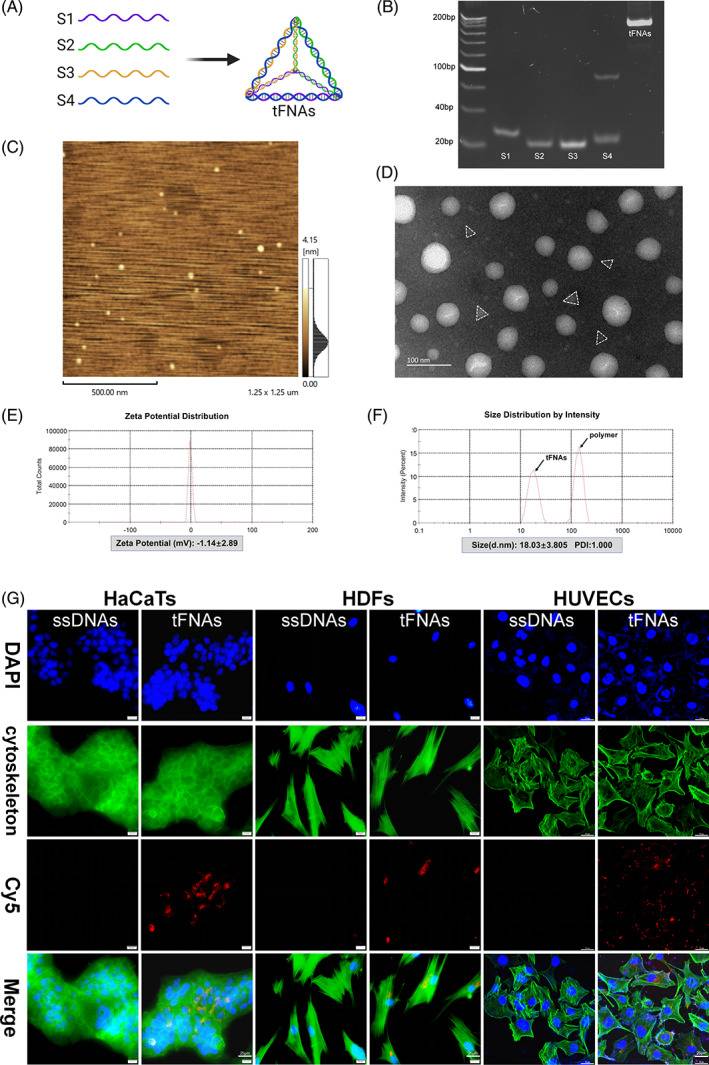 (A)
S1
S2
S3
S4
tFNAs
(B)
200bp
100bp
40bp
20bp
tFNAs
S1 S2 S3 S4
(C)
4.15
[nm]
0.00
500.00 nm 1.25 x 1.25 um
(D)
100 nm
(E)
Zeta Potential Distribution
Total Counts
100000
80000
60000
40000
20000
0
-100 0 100 200
Zeta Potential (mV): -1.14±2.89
(F)
Size Distribution by Intensity
Intensity (Percent)
20
15
10
5
0
tFNAs
polymer
0.1 1 10 100 1000 10000
Size(d.nm): 18.03±3.805 PDI:1.000
(G)
HaCaTs HDFs HUVECs
ssDNAs tFNAs ssDNAs tFNAs ssDNAs tFNAs
DAPI
cytoskeleton
Cy5
Merge